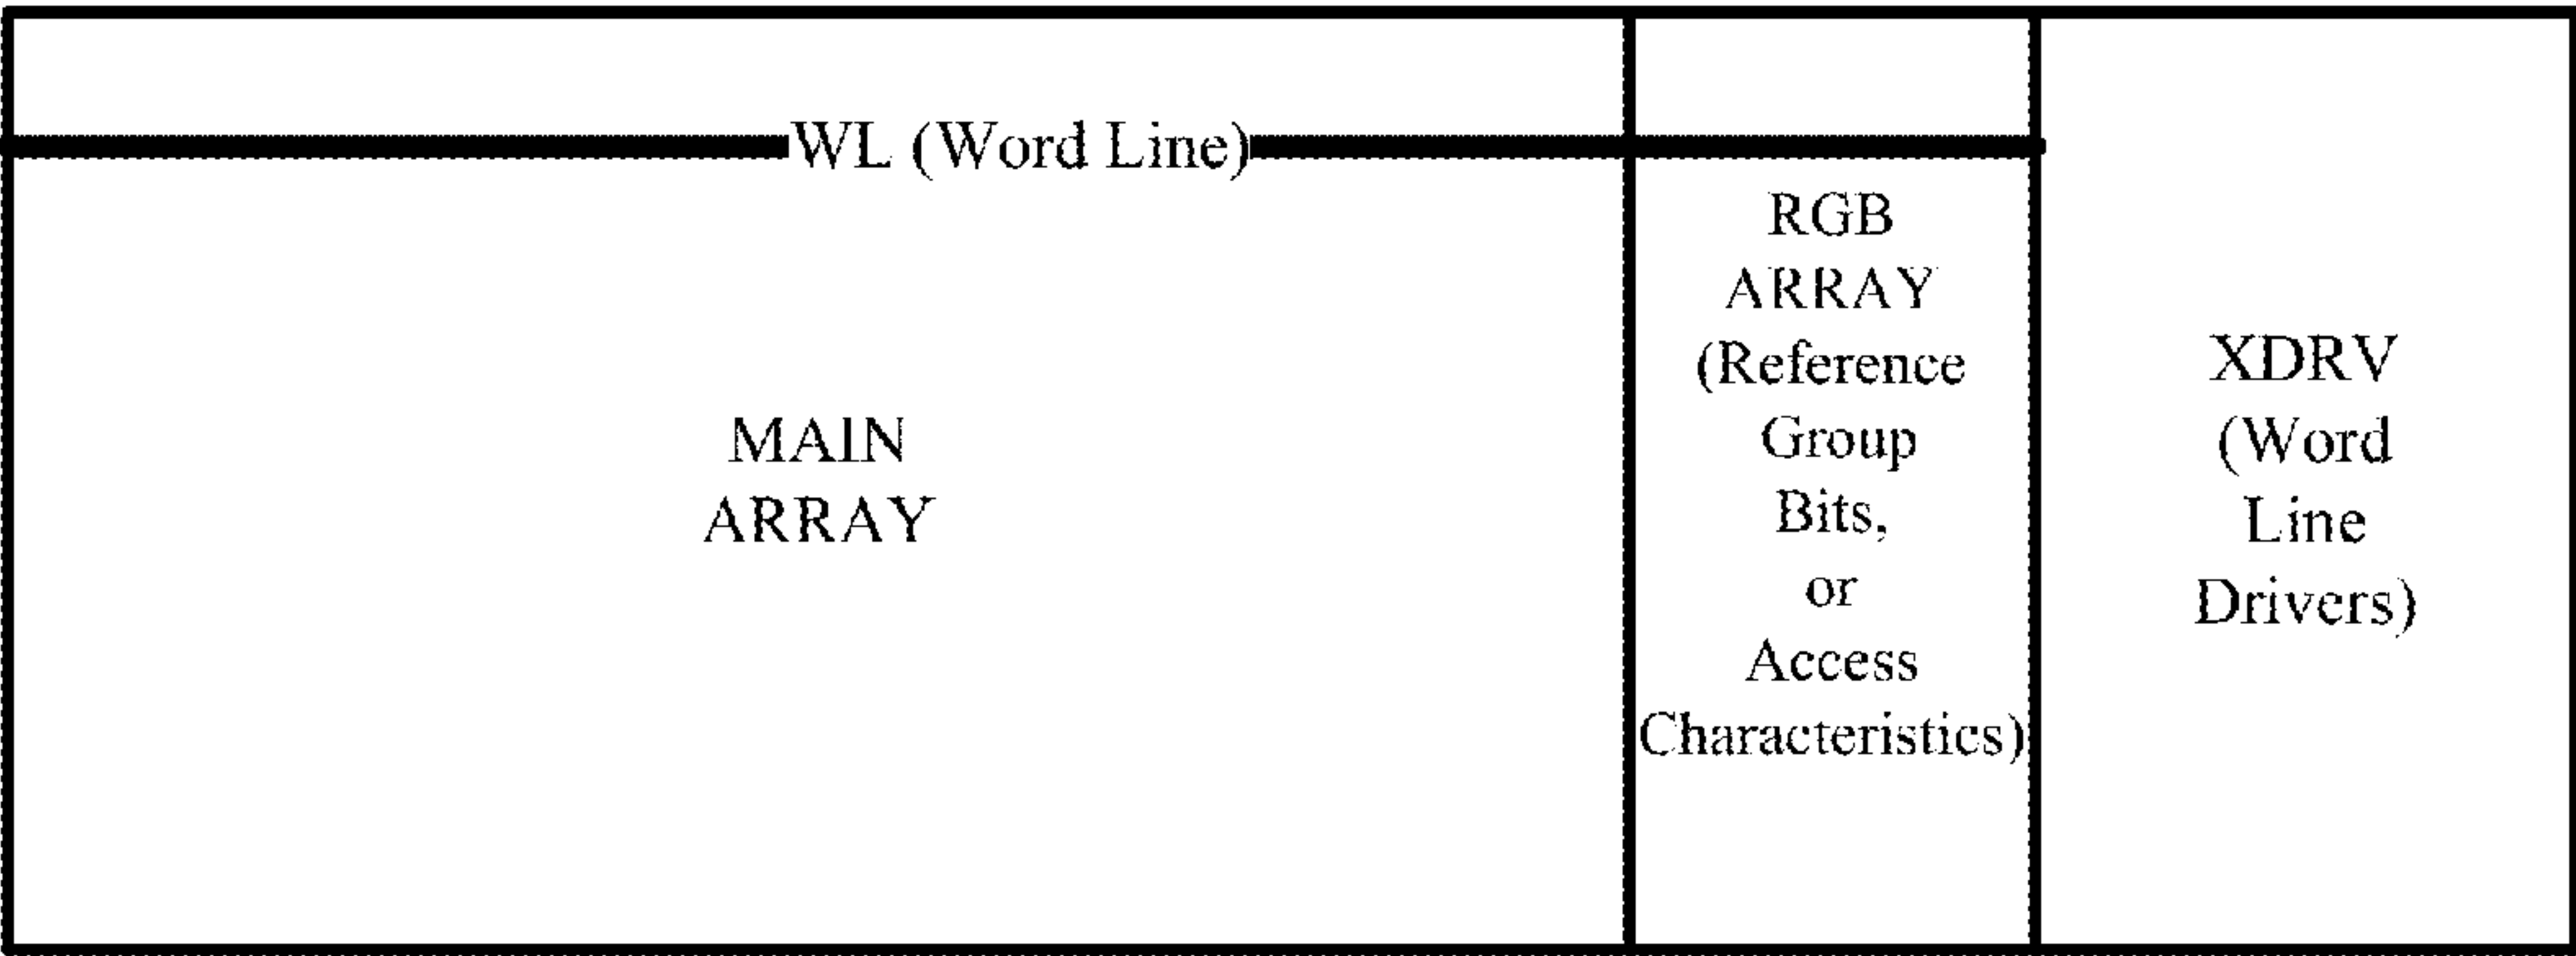 WL (Word Line)
MAIN
ARRAY
RGB
ARRAY
(Reference
Group
Bits,
or
Access
Characteristics)
XDRV
(Word
Line
Drivers)